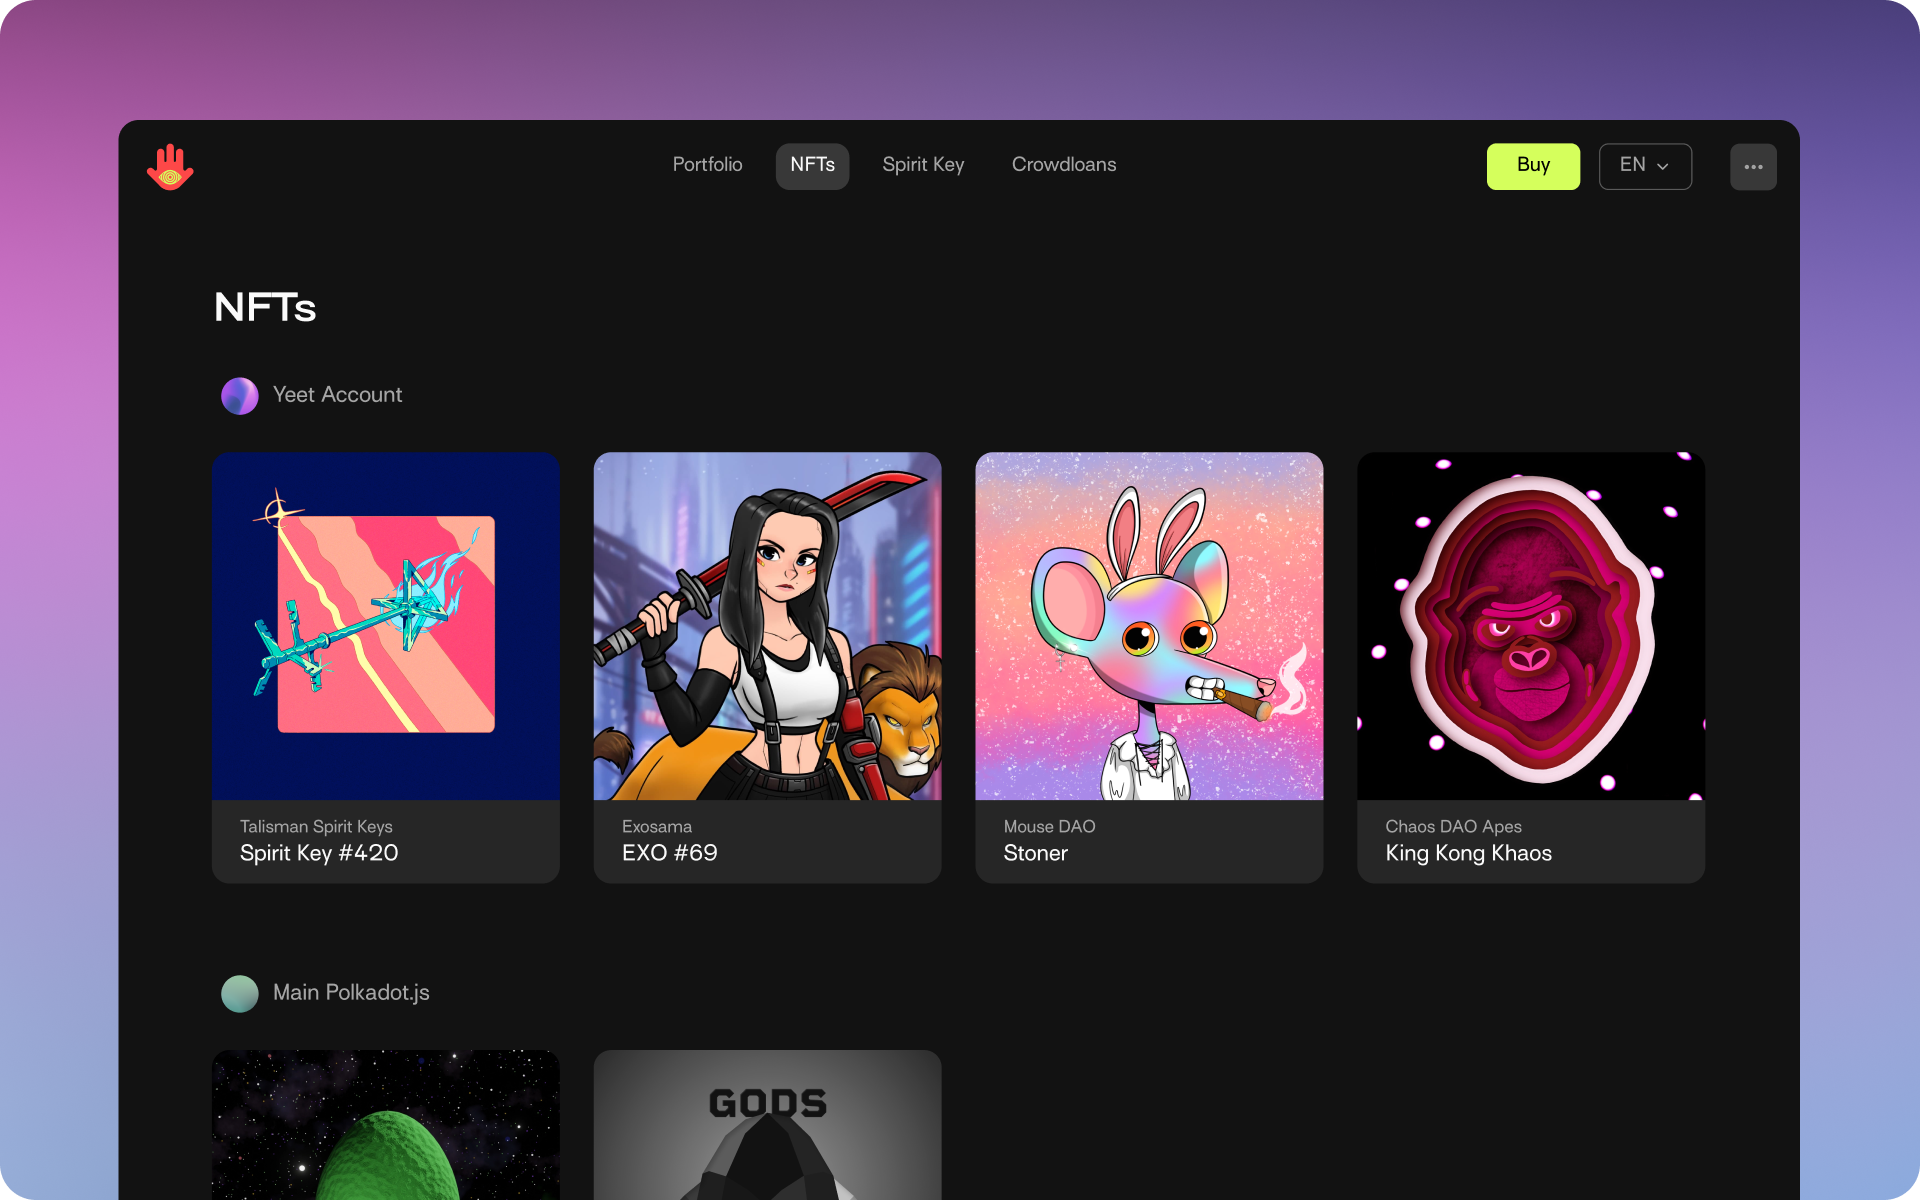 Portfolio
NFTs
Spirit Key
Crowdloans
Buy
EN
NFTs
Yeet Account
Talisman Spirit Keys
Spirit Key #420
Exosama
EXO #69
Mouse DAO
Stoner
Chaos DAO Apes
King Kong Khaos
Main Polkadot.js
GODS